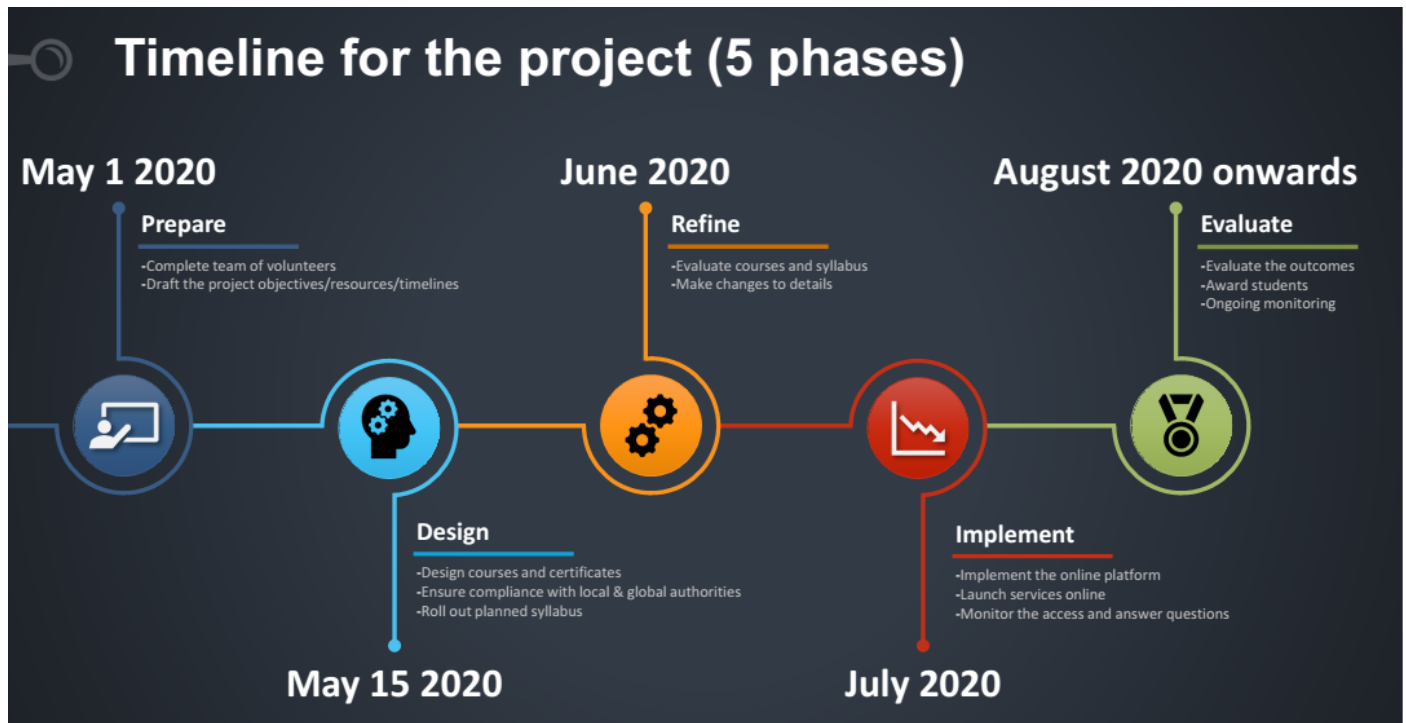 Timeline for the project (5 phases)
May 1 2020
Prepare
-Complete team of volunteers
-Draft the project objectives/resources/timelines
Design
-Design courses and certificates
-Ensure compliance with local & global authorities
-Roll out planned syllabus
May 15 2020
June 2020
Refine
-Evaluate courses and syllabus
-Make changes to details
Implement
-Implement the online platform
-Launch services online
-Monitor the access and answer questions
July 2020
August 2020 onwards
Evaluate
-Evaluate the outcomes
-Award students
-Ongoing monitoring